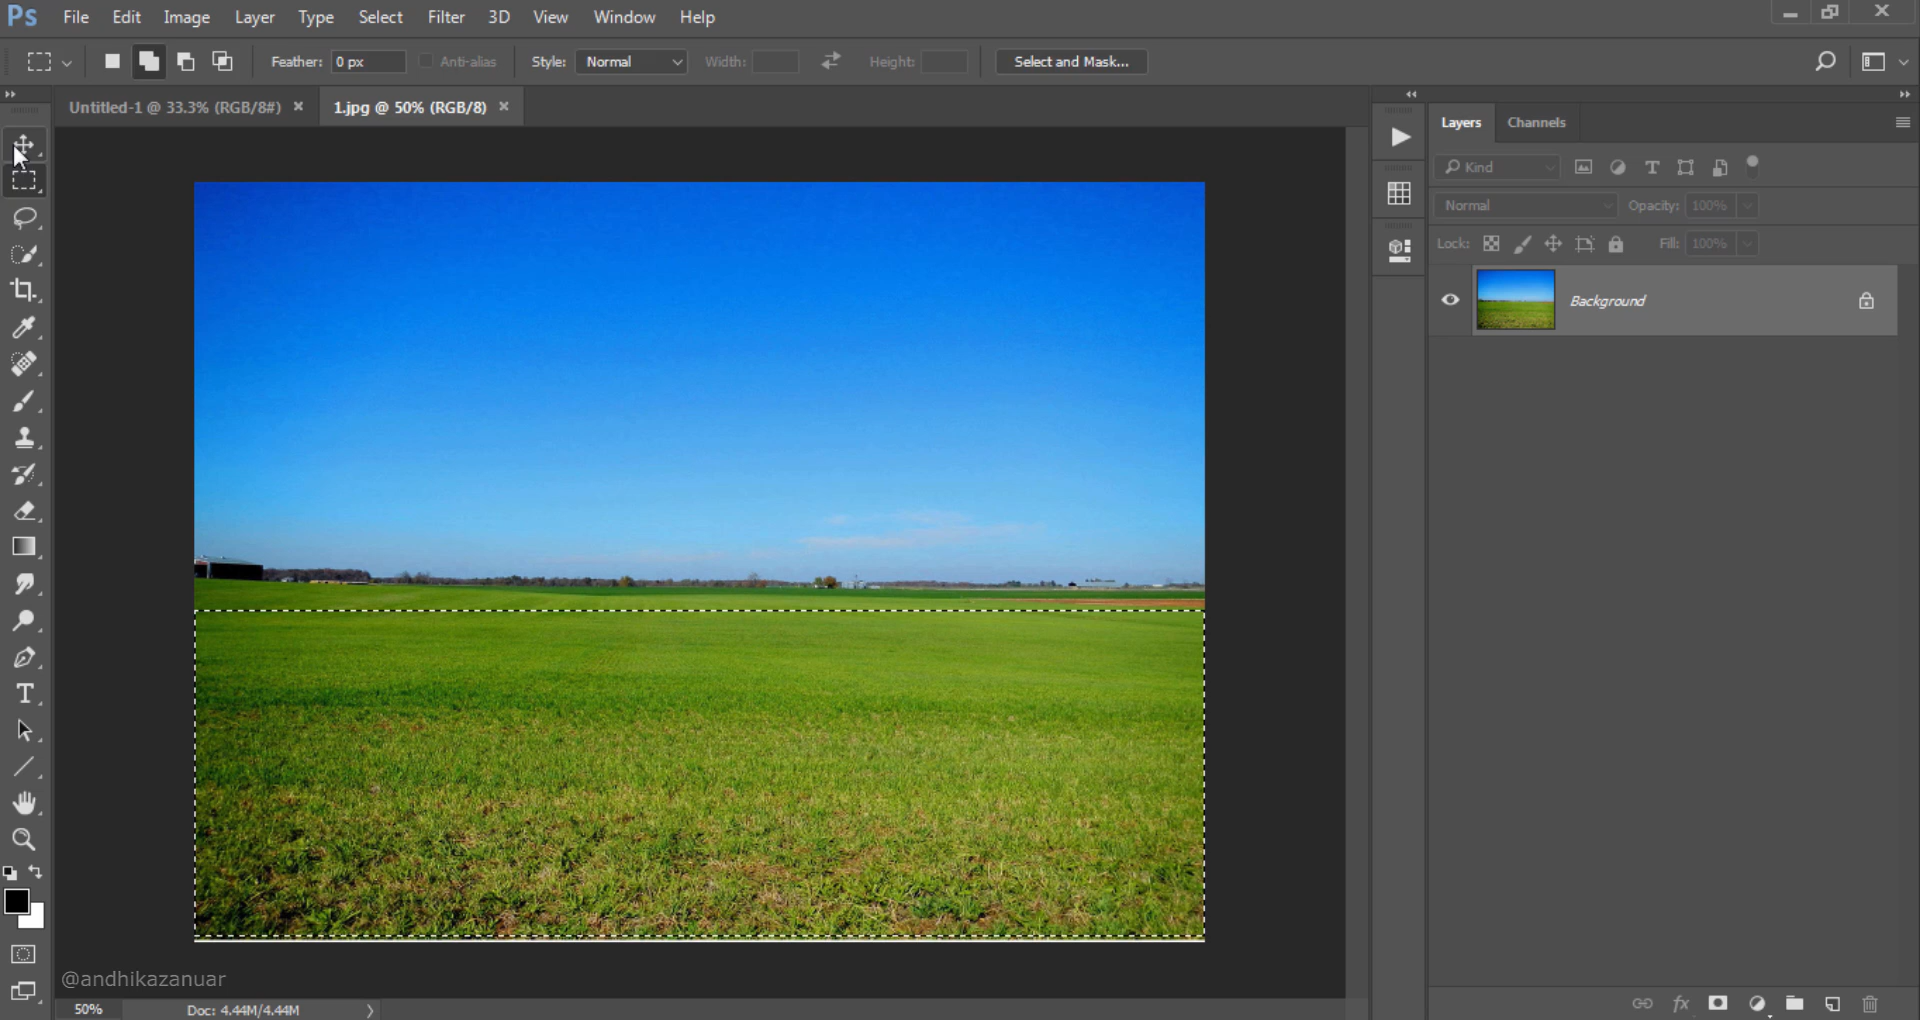 Ps File Edit Image Layer Type Select Filter 3D View Window Help
Feather: 0 px Anti-alias Style: Normal Width: Height: Select and Mask...
Untitled-1 @ 33.3% (RGB/8#) × 1.jpg @ 50% (RGB/8) ×
Layers Channels
Kind
Normal Opacity: 100%
Lock: Fill: 100%
Background
T
fx
@andhikazanuar
50% Doc: 4.44M/4.44M